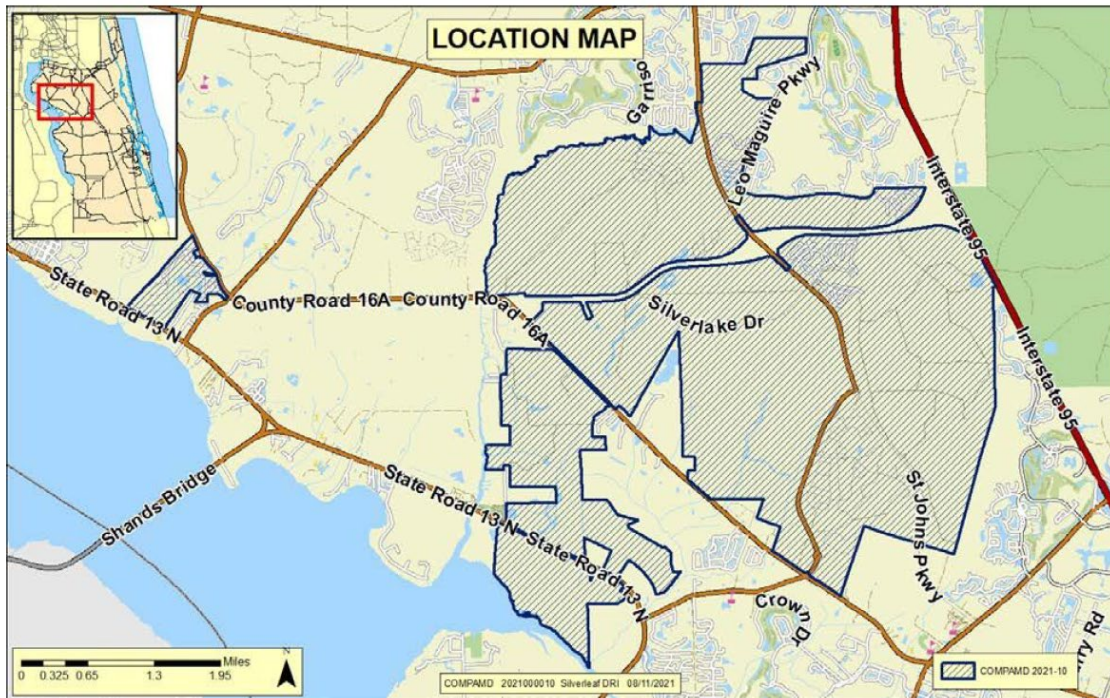 LOCATION MAP
Garriso
Leo Maguire Pkwy
Interstate 95
State Road 13 N
County Road 16A
County Road 16A
Silverlake Dr
Interstate 95
Shands Bridge
State Road 13 N
State Road 13 N
St Johns Pkwy
Crown Dr
rry Rd
Miles
0 0.325 0.65 1.3 1.95
N
COMPAMD 2021000010 Silverleaf DRI 08/11/2021
COMPAMD 2021-10